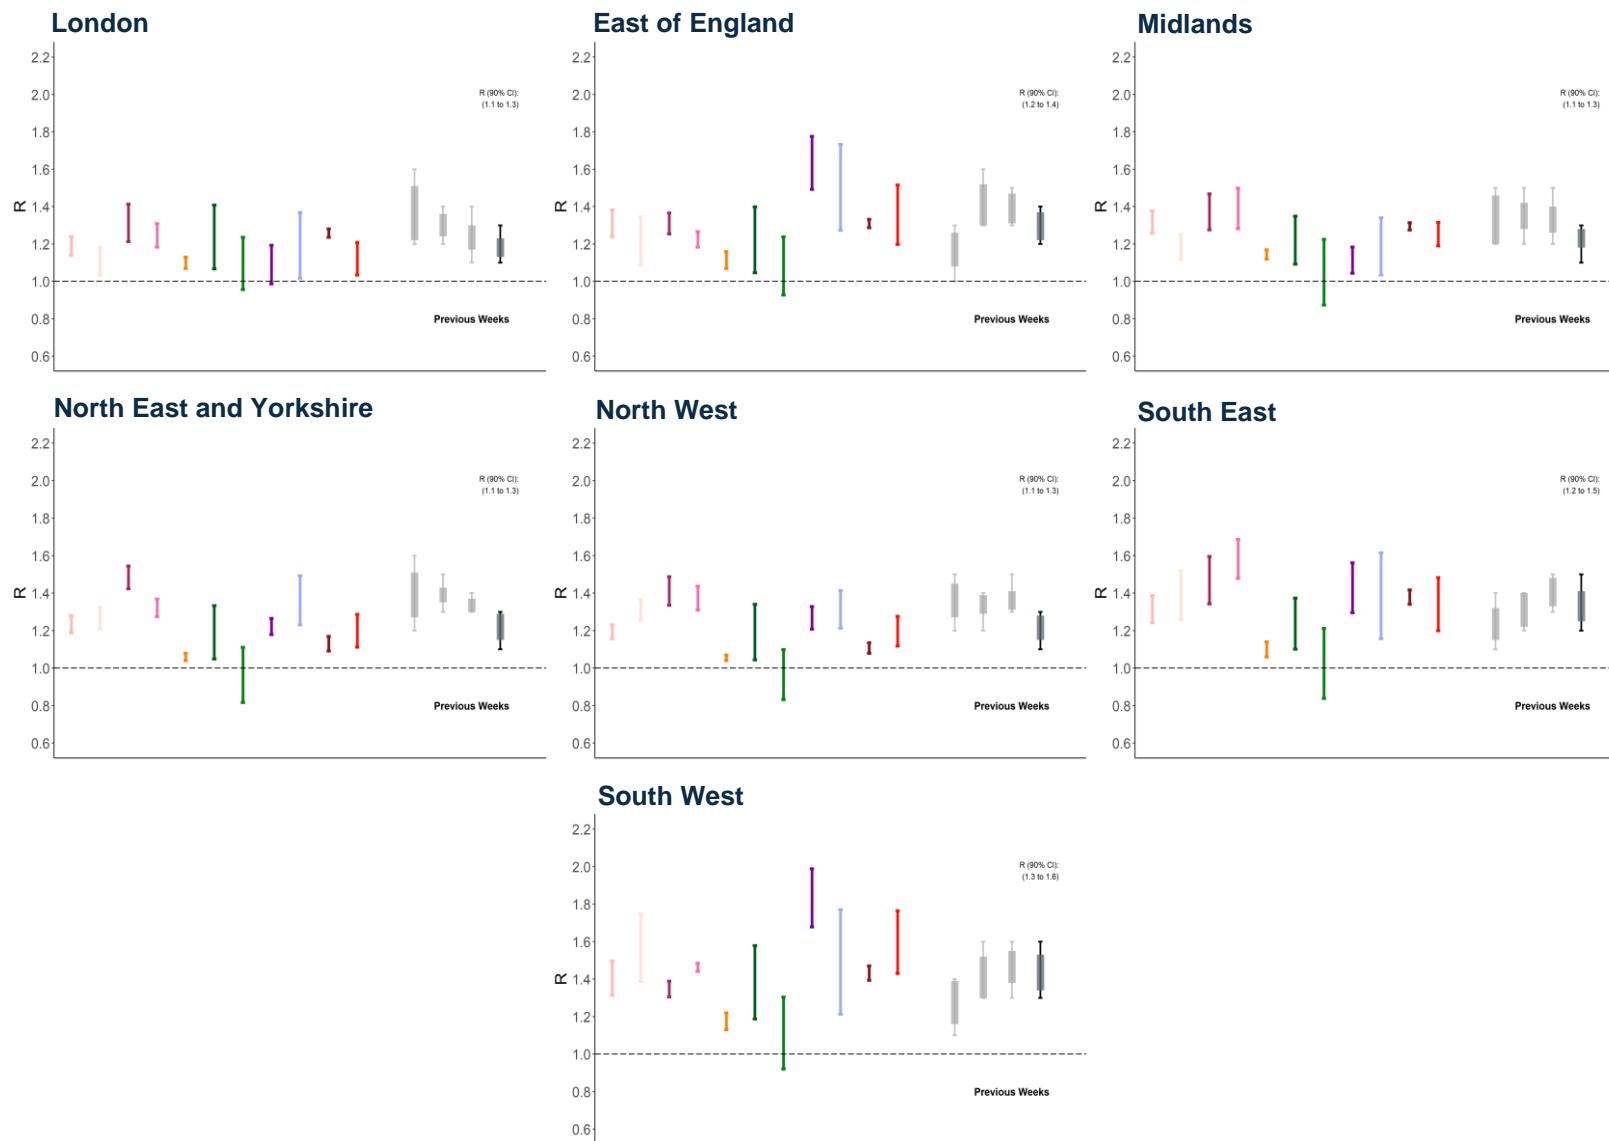 London
2.2
2.0
1.8
1.6
1.4
1.2
1.0
0.8
0.6
R
R (90% CI):
(1.1 to 1.3)
Previous Weeks
East of England
2.2
2.0
1.8
1.6
1.4
1.2
1.0
0.8
0.6
R
R (90% CI):
(1.2 to 1.4)
Previous Weeks
Midlands
2.2
2.0
1.8
1.6
1.4
1.2
1.0
0.8
0.6
R
R (90% CI):
(1.1 to 1.3)
Previous Weeks
North East and Yorkshire
2.2
2.0
1.8
1.6
1.4
1.2
1.0
0.8
0.6
R
R (90% CI):
(1.1 to 1.3)
Previous Weeks
North West
2.2
2.0
1.8
1.6
1.4
1.2
1.0
0.8
0.6
R
R (90% CI):
(1.1 to 1.3)
Previous Weeks
South East
2.2
2.0
1.8
1.6
1.4
1.2
1.0
0.8
0.6
R
R (90% CI):
(1.2 to 1.5)
Previous Weeks
South West
2.2
2.0
1.8
1.6
1.4
1.2
1.0
0.8
0.6
R
R (90% CI):
(1.3 to 1.6)
Previous Weeks